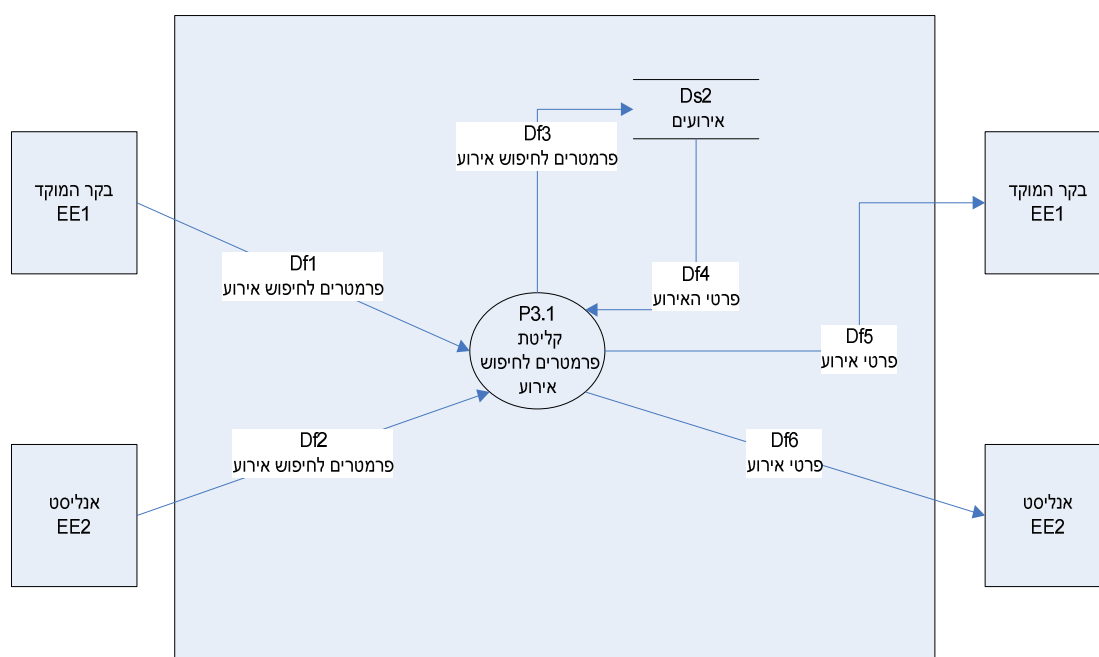 Ds2
אירועים
Df3
פרמטרים לחיפוש אירוע
בקר המוקד
EE1
בקר המוקד
EE1
Df1
פרמטרים לחיפוש אירוע
Df4
פרטי האירוע
P3.1
קליטת
פרמטרים לחיפוש
אירוע
Df5
פרטי אירוע
Df2
פרמטרים לחיפוש אירוע
Df6
פרטי אירוע
אנליסט
EE2
אנליסט
EE2